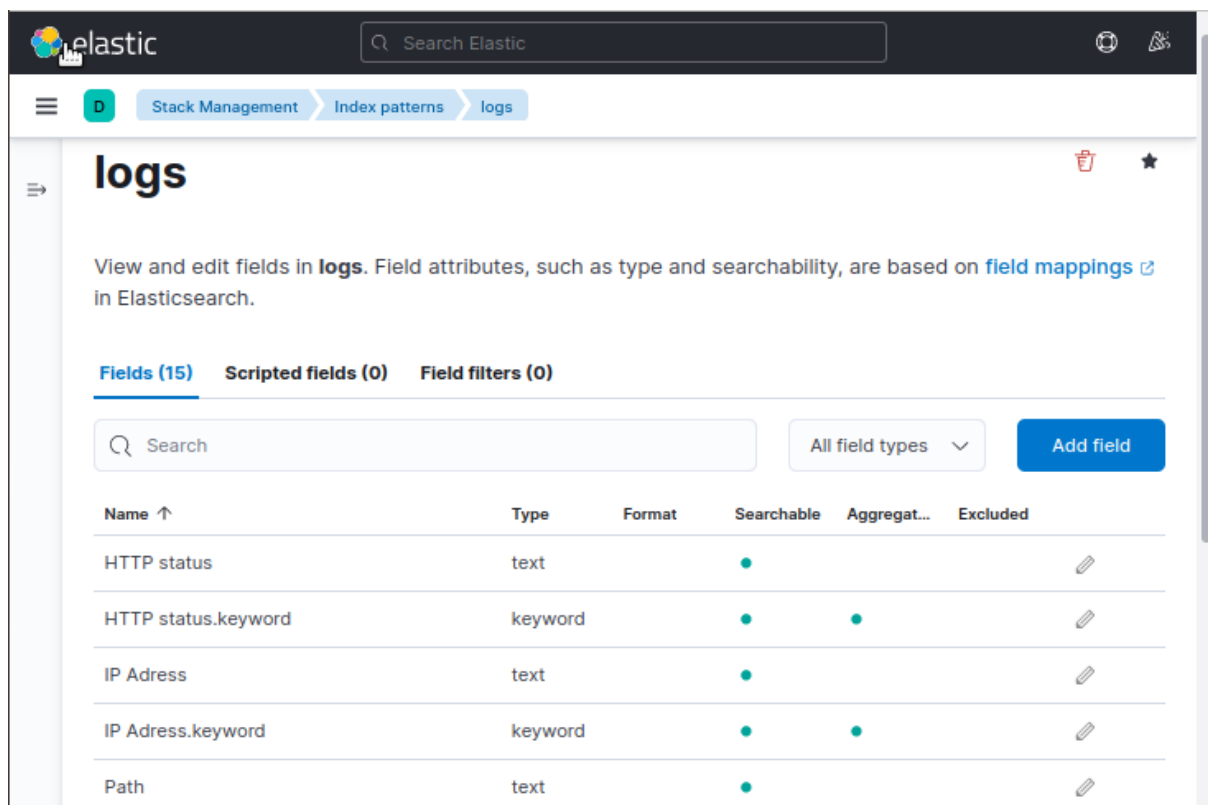 elastic
Search Elastic
D Stack Management Index patterns logs
logs
View and edit fields in logs. Field attributes, such as type and searchability, are based on field mappings
in Elasticsearch.
Fields (15) Scripted fields (0) Field filters (0)
Search All field types Add field
Name Type Format Searchable Aggregat... Excluded
HTTP status text
HTTP status.keyword keyword
IP Adress text
IP Adress.keyword keyword
Path text